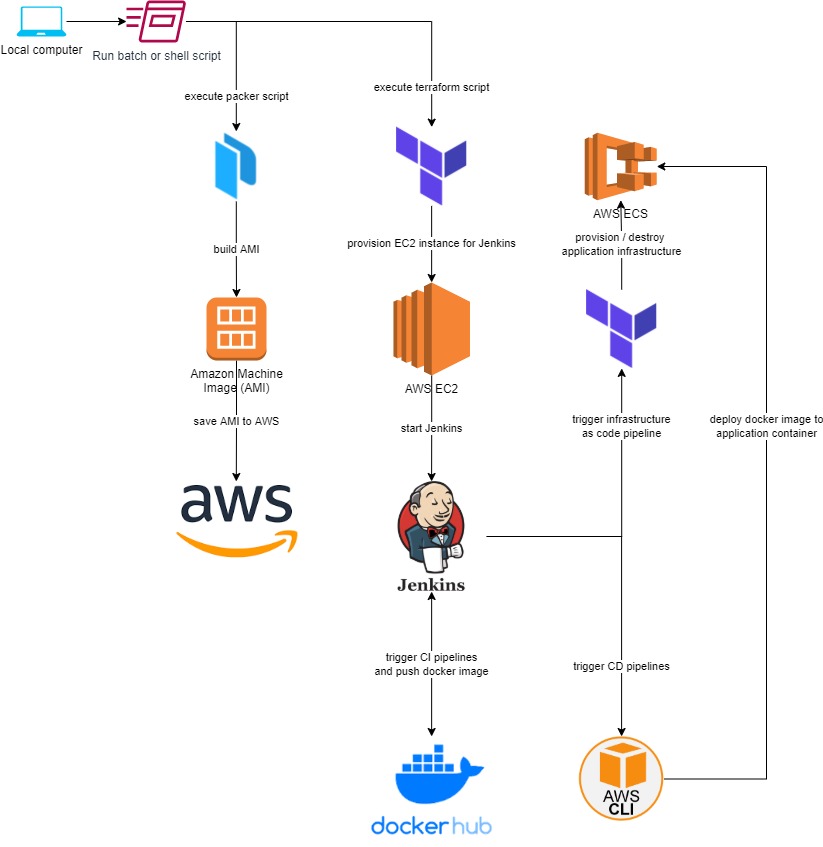 Local computer
Run batch or shell script
execute packer script
execute terraform script
AWS ECS
build AMI
provision EC2 instance for Jenkins
provision / destroy
application infrastructure
Amazon Machine
Image (AMI)
AWS EC2
save AMI to AWS
start Jenkins
trigger infrastructure
as code pipeline
deploy docker image to
application container
aws
Jenkins
trigger CI pipelines
and push docker image
trigger CD pipelines
AWS
CLI
docker hub